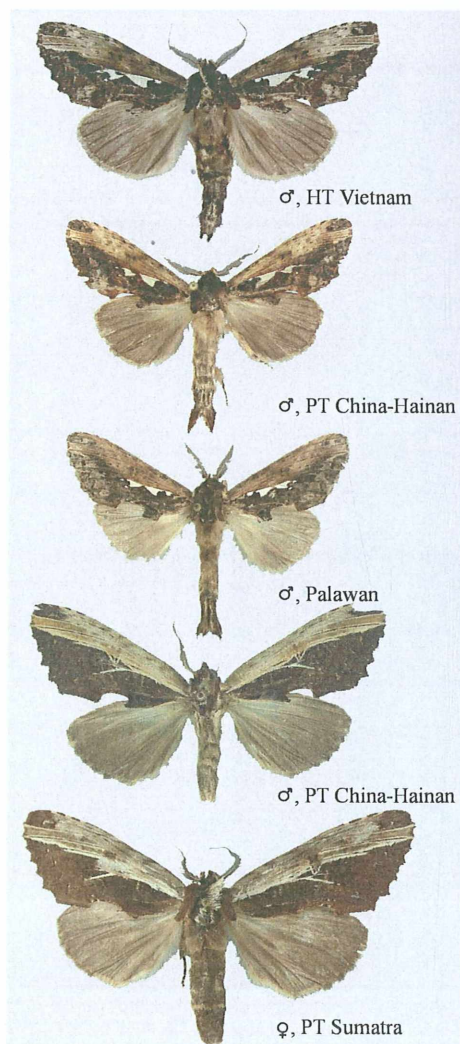 ♂, HT Vietnam
♂, PT China-Hainan
♂, Palawan
♂, PT China-Hainan
♀, PT Sumatra